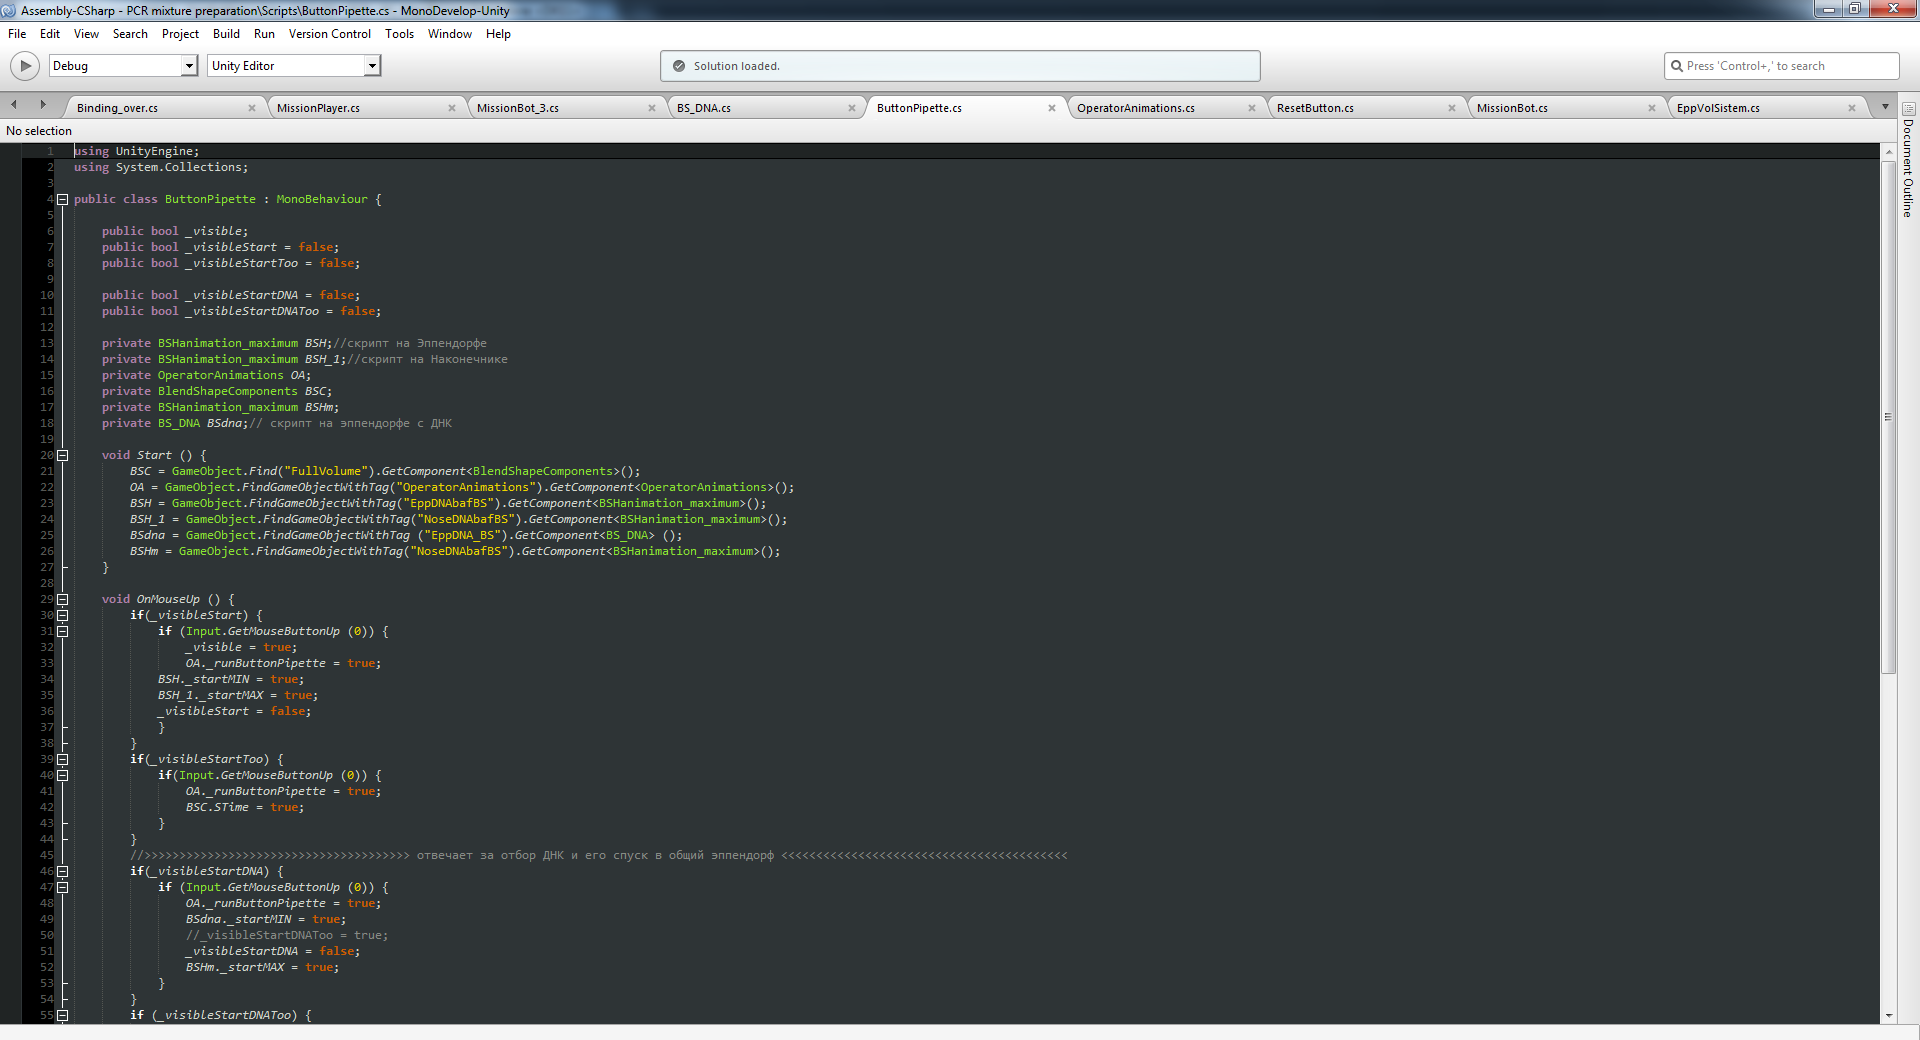 Assembly-CSharp - PCR mixture preparation\Scripts\ButtonPipette.cs - MonoDevelop-Unity
File Edit View Search Project Build Run Version Control Tools Window Help
Debug Unity Editor Solution loaded. Press 'Control+,' to search
Binding_over.cs MissionPlayer.cs MissionBot_3.cs BS_DNA.cs ButtonPipette.cs OperatorAnimations.cs ResetButton.cs MissionBot.cs EppVolSistem.cs
No selection
Document Outline
1 using UnityEngine;
2 using System.Collections;
3
4 public class ButtonPipette : MonoBehaviour {
5
6 public bool _visible;
7 public bool _visibleStart = false;
8 public bool _visibleStartToo = false;
9
10 public bool _visibleStartDNA = false;
11 public bool _visibleStartDNAToo = false;
12
13 private BSHanimation_maximum BSH;//скрипт на Эппендорфе
14 private BSHanimation_maximum BSH_1;//скрипт на Наконечнике
15 private OperatorAnimations OA;
16 private BlendShapeComponents BSC;
17 private BSHanimation_maximum BSHm;
18 private BS_DNA BSdna;// скрипт на эппендорфе с ДНК
19
20 void Start () {
21 BSC = GameObject.Find("FullVolume").GetComponent<BlendShapeComponents>();
22 OA = GameObject.FindGameObjectWithTag("OperatorAnimations").GetComponent<OperatorAnimations>();
23 BSH = GameObject.FindGameObjectWithTag("EppDNAbafBS").GetComponent<BSHanimation_maximum>();
24 BSH_1 = GameObject.FindGameObjectWithTag("NoseDNAbafBS").GetComponent<BSHanimation_maximum>();
25 BSdna = GameObject.FindGameObjectWithTag ("EppDNA_BS").GetComponent<BS_DNA> ();
26 BSHm = GameObject.FindGameObjectWithTag("NoseDNAbafBS").GetComponent<BSHanimation_maximum>();
27 }
28
29 void OnMouseUp () {
30 if(_visibleStart) {
31 if (Input.GetMouseButtonUp (0)) {
32 _visible = true;
33 OA._runButtonPipette = true;
34 BSH._startMIN = true;
35 BSH_1._startMAX = true;
36 _visibleStart = false;
37 }
38 }
39 if(_visibleStartToo) {
40 if(Input.GetMouseButtonUp (0)) {
41 OA._runButtonPipette = true;
42 BSC.STime = true;
43 }
44 }
45 //>>>>>>>>>>>>>>>>>>>>>>>>>>>>>>>>>>>>>> отвечает за отбор ДНК и его спуск в общий эппендорф <<<<<<<<<<<<<<<<<<<<<<<<<<<<<<<<<<<<<<<<<
46 if(_visibleStartDNA) {
47 if (Input.GetMouseButtonUp (0)) {
48 OA._runButtonPipette = true;
49 BSdna._startMIN = true;
50 //_visibleStartDNAToo = true;
51 _visibleStartDNA = false;
52 BSHm._startMAX = true;
53 }
54 }
55 if (_visibleStartDNAToo) {